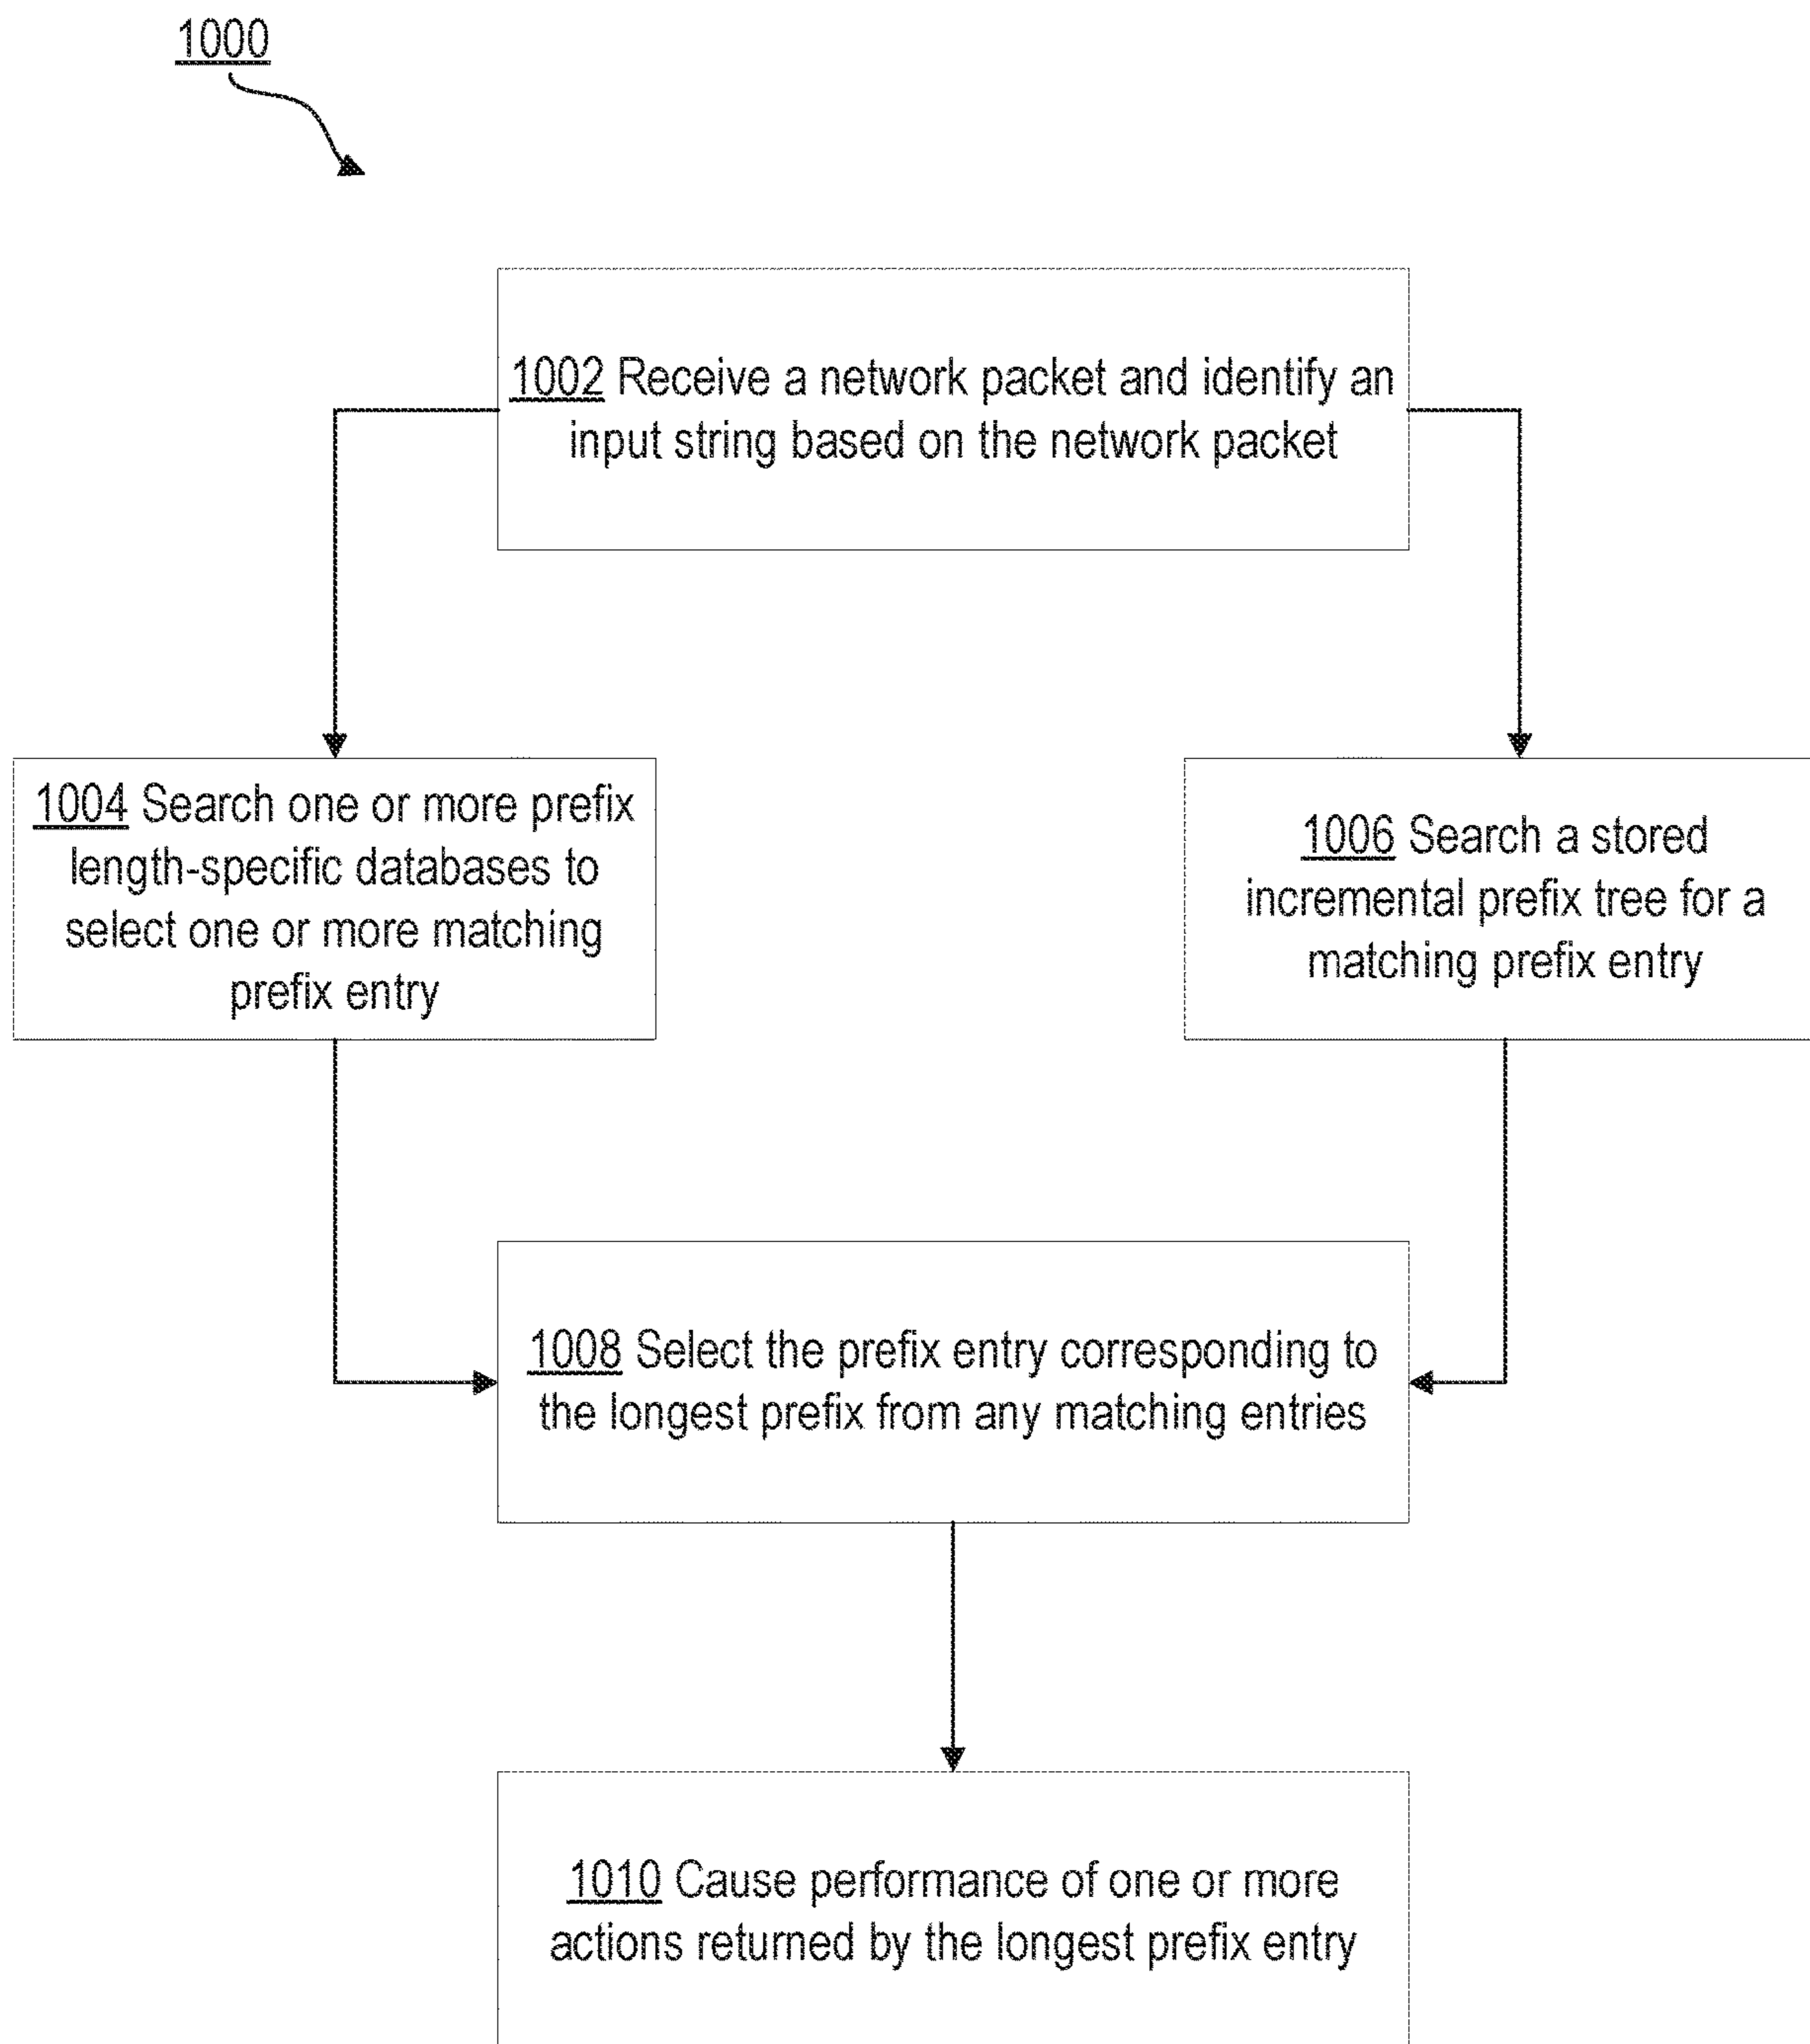 1000
1002 Receive a network packet and identify an
input string based on the network packet
1004 Search one or more prefix
length-specific databases to
select one or more matching
prefix entry
1006 Search a stored
incremental prefix tree for a
matching prefix entry
1008 Select the prefix entry corresponding to
the longest prefix from any matching entries
1010 Cause performance of one or more
actions returned by the longest prefix entry